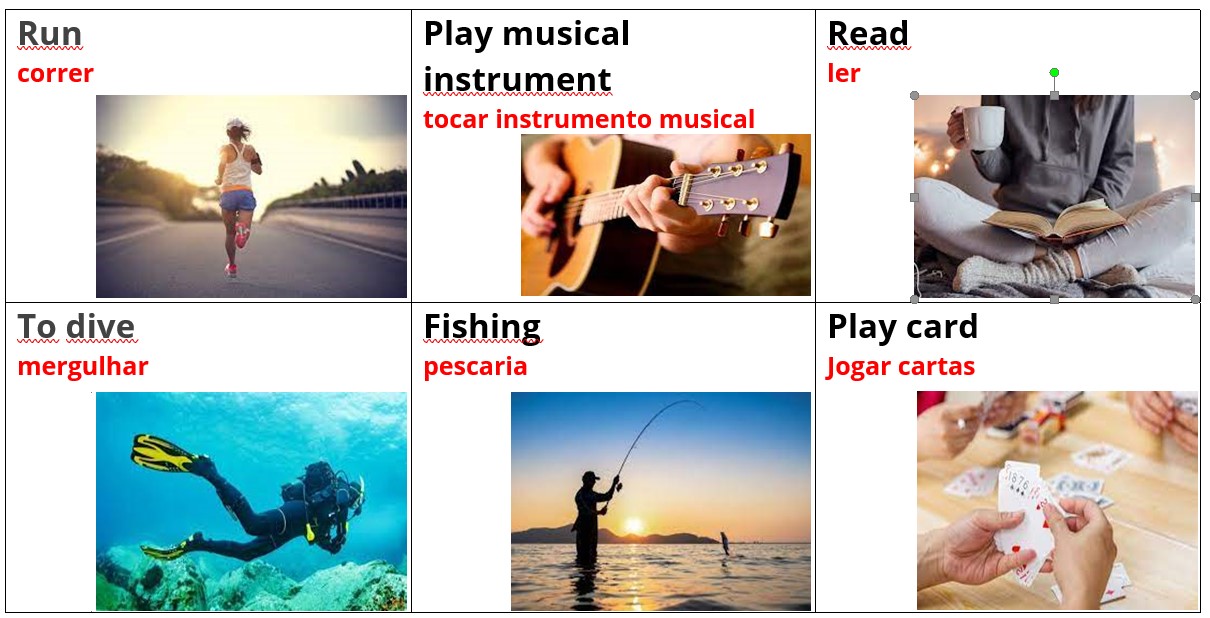 Run
correr
Play musical
instrument
tocar instrumento musical
Read
ler
To dive
mergulhar
Fishing
pescaria
Play card
Jogar cartas